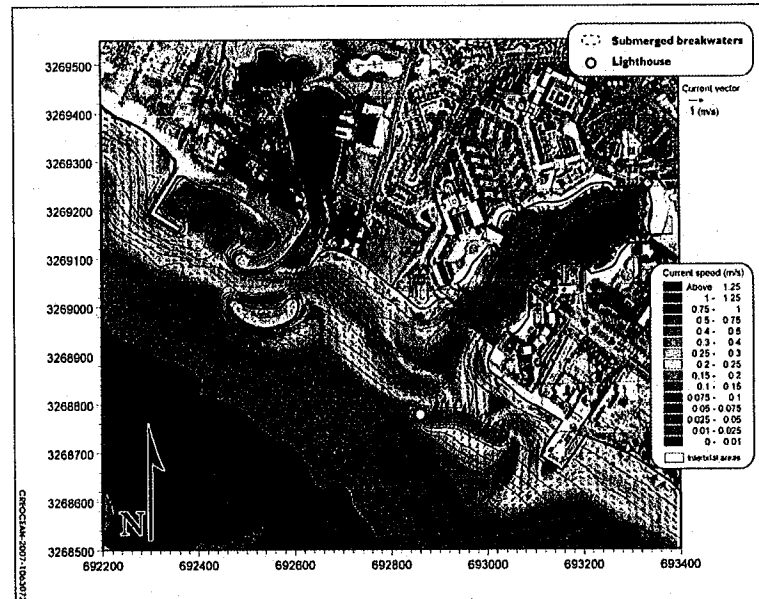 Submerged breakwaters
Lighthouse
Current vector
1 (m/s)
3269500
3269400
3269300
3269200
3269100
3269000
3268900
3268800
3268700
3268600
3268500
Current speed (m/s)
Above 1.25
1 - 1.25
0.75 - 1
0.5 - 0.75
0.4 - 0.5
0.3 - 0.4
0.25 - 0.3
0.2 - 0.25
0.15 - 0.2
0.1 - 0.15
0.075 - 0.1
0.05 - 0.075
0.025 - 0.05
0.01 - 0.025
0 - 0.01
Intertidal areas
N
692200 692400 692600 692800 693000 693200 693400